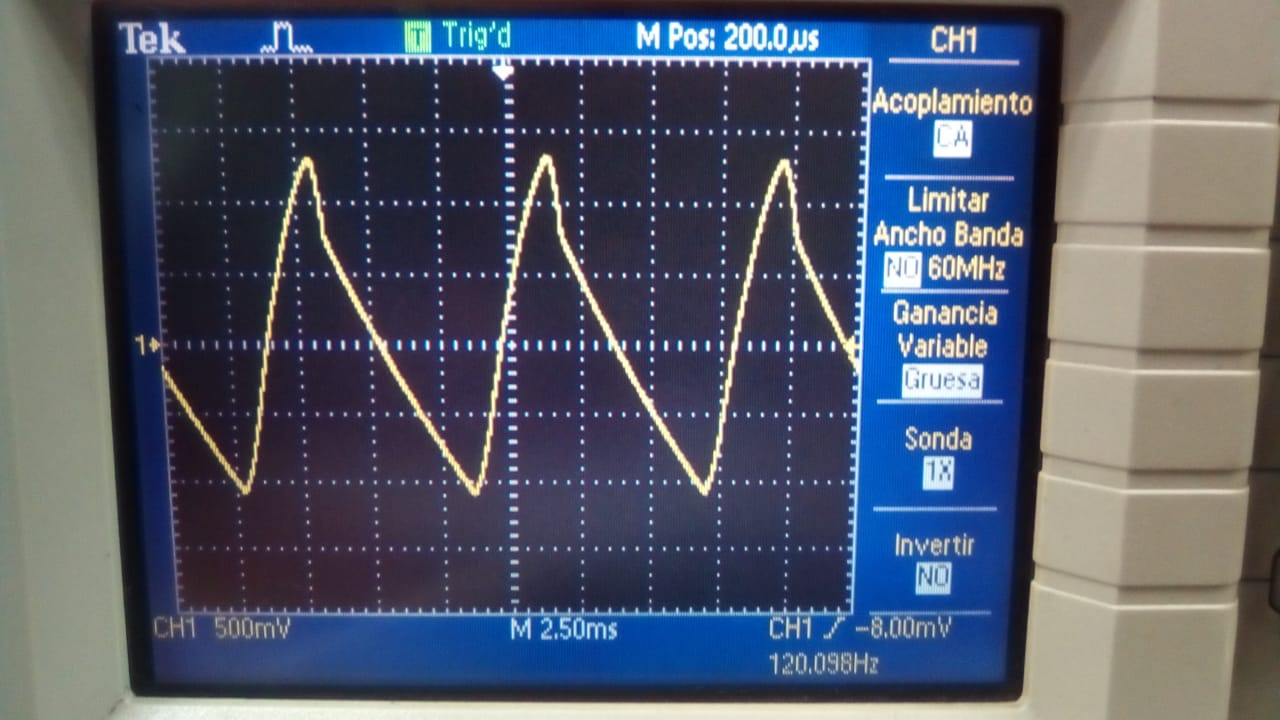 Tek T Trig'd M Pos: 200.0µs CH1
Acoplamiento
CA
Limitar
Ancho Banda
NO 60MHz
Ganancia
Variable
Gruesa
Sonda
1X
Invertir
NO
1
CH1 500mV M 2.50ms CH1 -8.00mV
120.098Hz